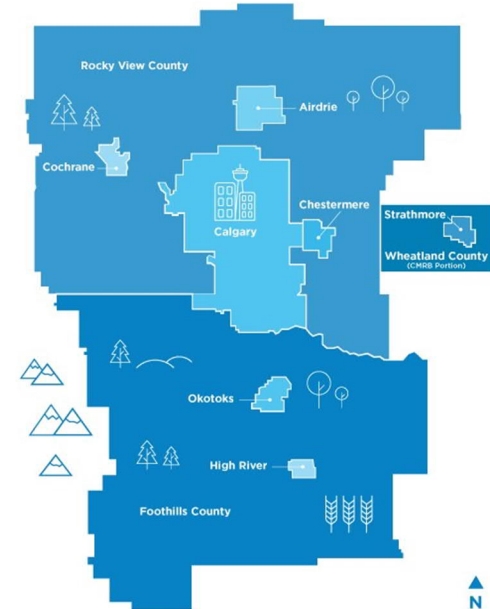 Rocky View County
Airdrie
Cochrane
Chestermere
Calgary
Strathmore
Wheatland County
(CMRB Portion)
Okotoks
High River
Foothills County
N